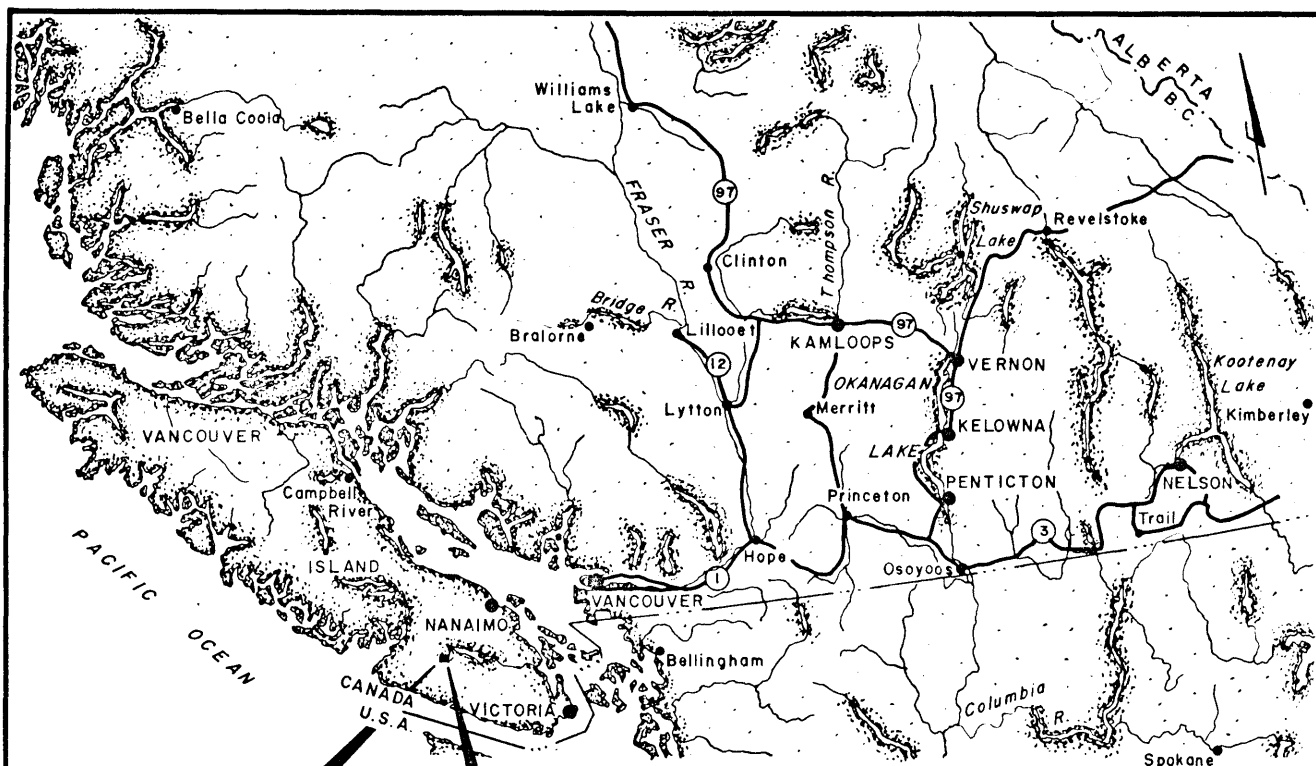 ALBERTA
B.C.
Williams
Lake
Bella Coola
97
FRASER
R.
Thompson R.
Shuswap
Lake
Revelstoke
Clinton
Bridge
R.
Bralorne
Lillooet
KAMLOOPS
97
VERNON
12
OKANAGAN
LAKE
97
Kootenay
Lake
Kimberley
Lytton
Merritt
KELOWNA
VANCOUVER
ISLAND
Campbell
River
PENTICTON
NELSON
Princeton
Trail
3
Hope
Osoyoos
PACIFIC
OCEAN
1
VANCOUVER
NANAIMO
Bellingham
CANADA
U.S.A.
VICTORIA
Columbia
R.
Spokane